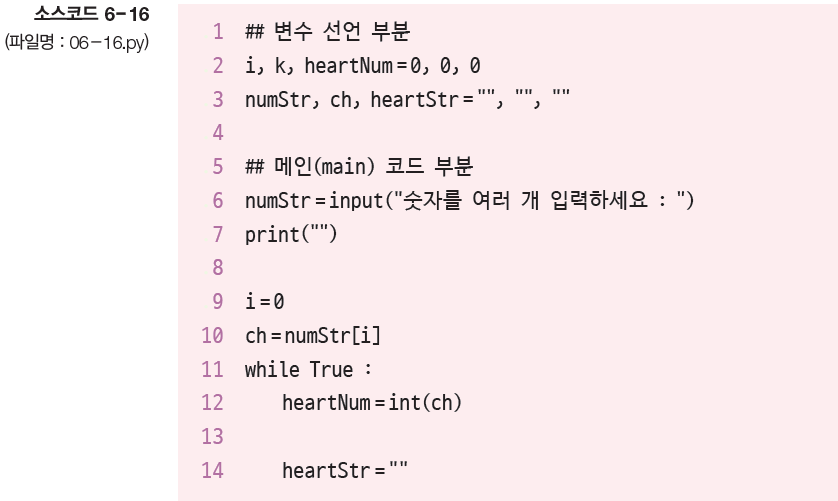 소스코드 6-16
(파일명 : 06-16.py)
1 ## 변수 선언 부분
2 i, k, heartNum=0, 0, 0
3 numStr, ch, heartStr="", "", ""
4
5 ## 메인(main) 코드 부분
6 numStr=input("숫자를 여러 개 입력하세요 : ")
7 print("")
8
9 i=0
10 ch=numStr[i]
11 while True :
12     heartNum=int(ch)
13
14     heartStr=""